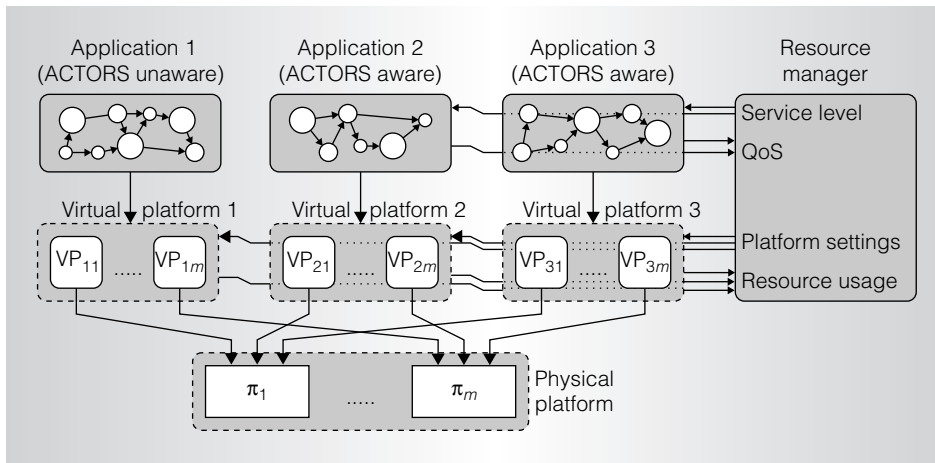 Application 1
(ACTORS unaware)
Application 2
(ACTORS aware)
Application 3
(ACTORS aware)
Resource
manager
Service level
QoS
Virtual platform 1
Virtual platform 2
Virtual platform 3
Platform settings
Resource usage
VP11 ..... VP1m
VP21 ..... VP2m
VP31 ..... VP3m
π1 ..... πm
Physical
platform